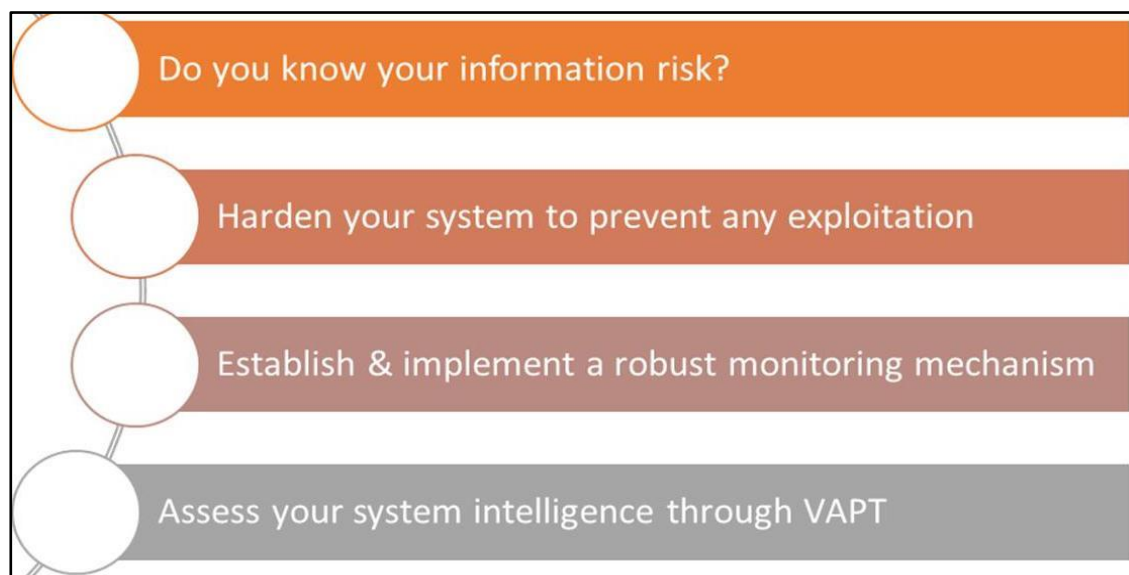 Do you know your information risk?
Harden your system to prevent any exploitation
Establish & implement a robust monitoring mechanism
Assess your system intelligence through VAPT